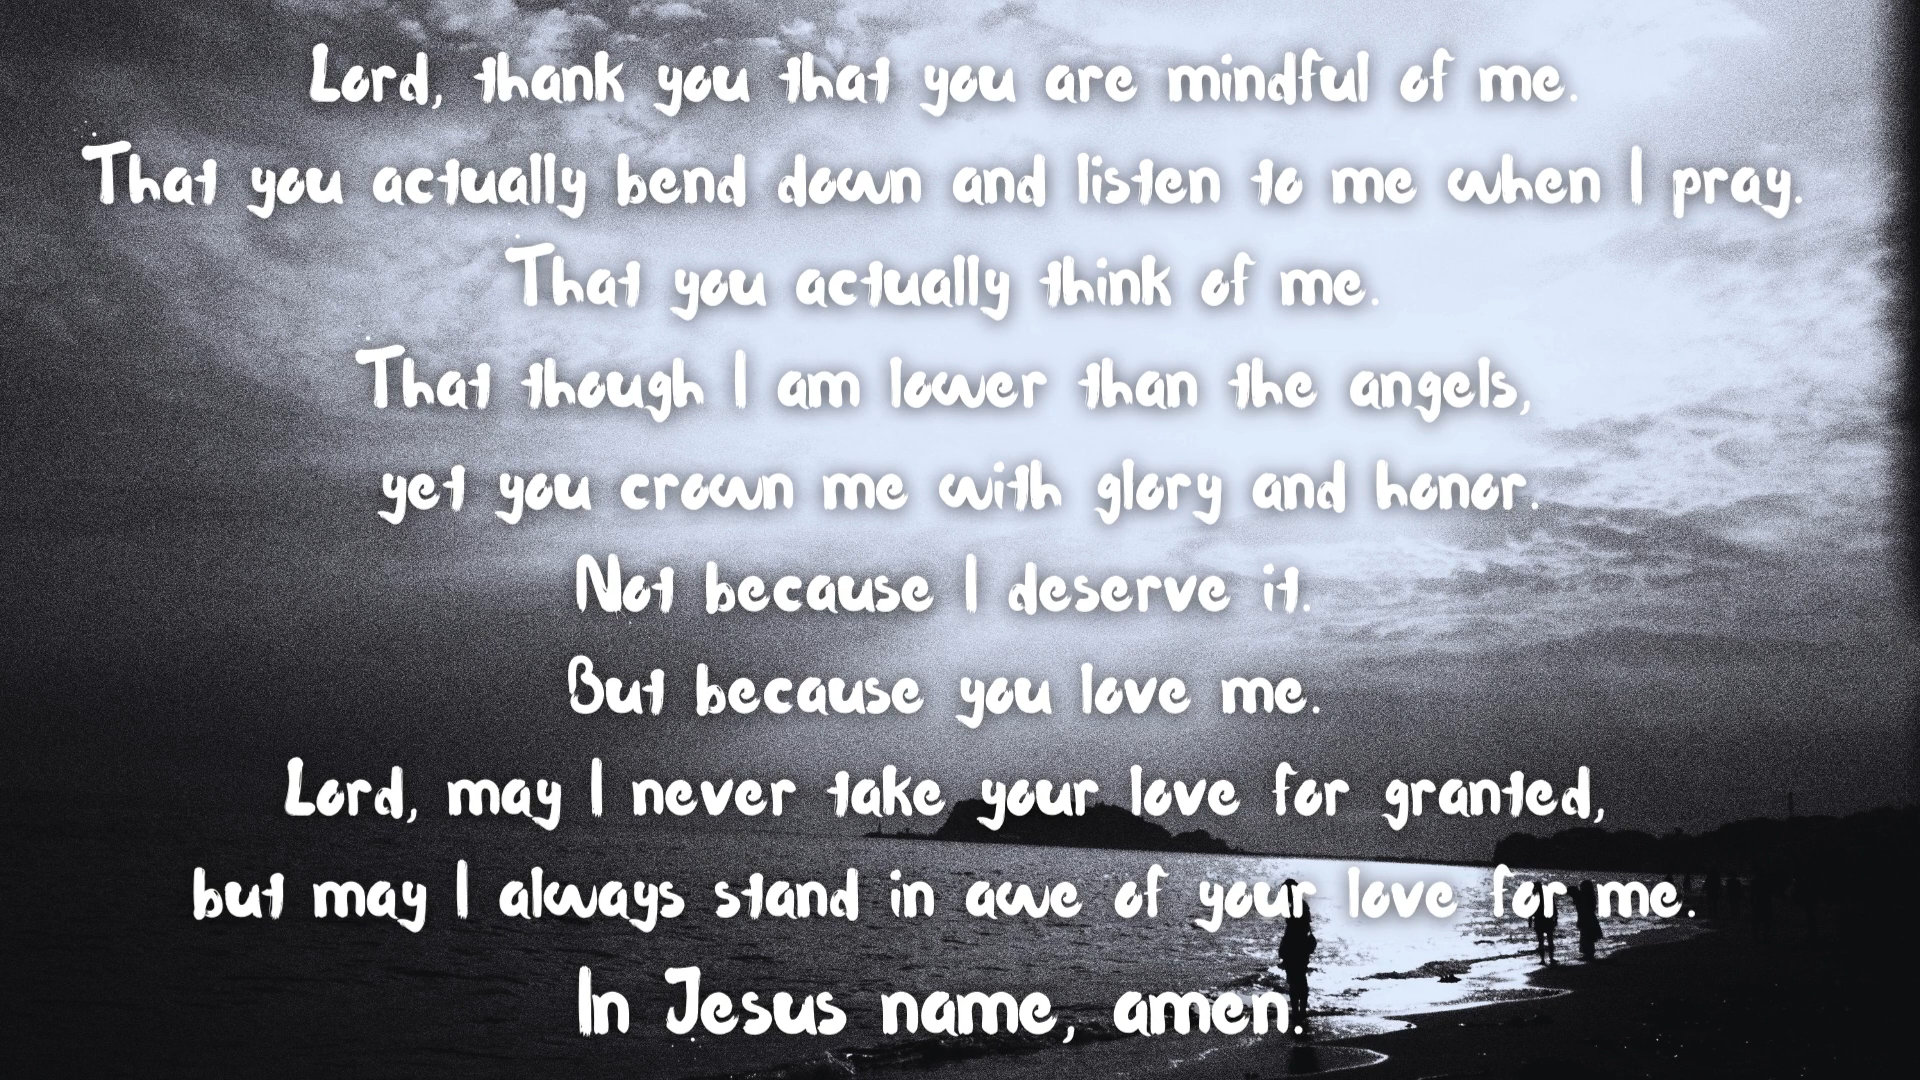 Lord, thank you that you are mindful of me.
That you actually bend down and listen to me when I pray.
That you actually think of me.
That though I am lower than the angels,
yet you crown me with glory and honor.
Not because I deserve it.
But because you love me.
Lord, may I never take your love for granted,
but may I always stand in awe of your love for me.
In Jesus name, amen.